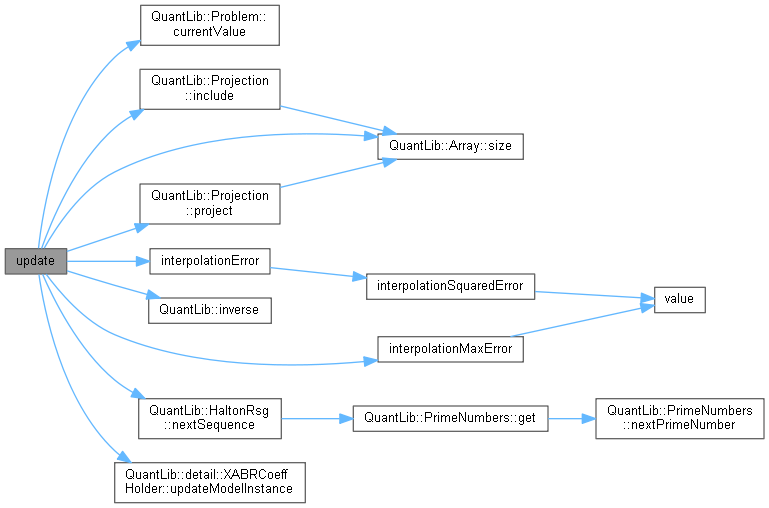 QuantLib::Problem::
currentValue
QuantLib::Projection
::include
QuantLib::Array::size
QuantLib::Projection
::project
update
interpolationError
interpolationSquaredError
value
QuantLib::inverse
interpolationMaxError
QuantLib::HaltonRsg
::nextSequence
QuantLib::PrimeNumbers::get
QuantLib::PrimeNumbers
::nextPrimeNumber
QuantLib::detail::XABRCoeff
Holder::updateModelInstance